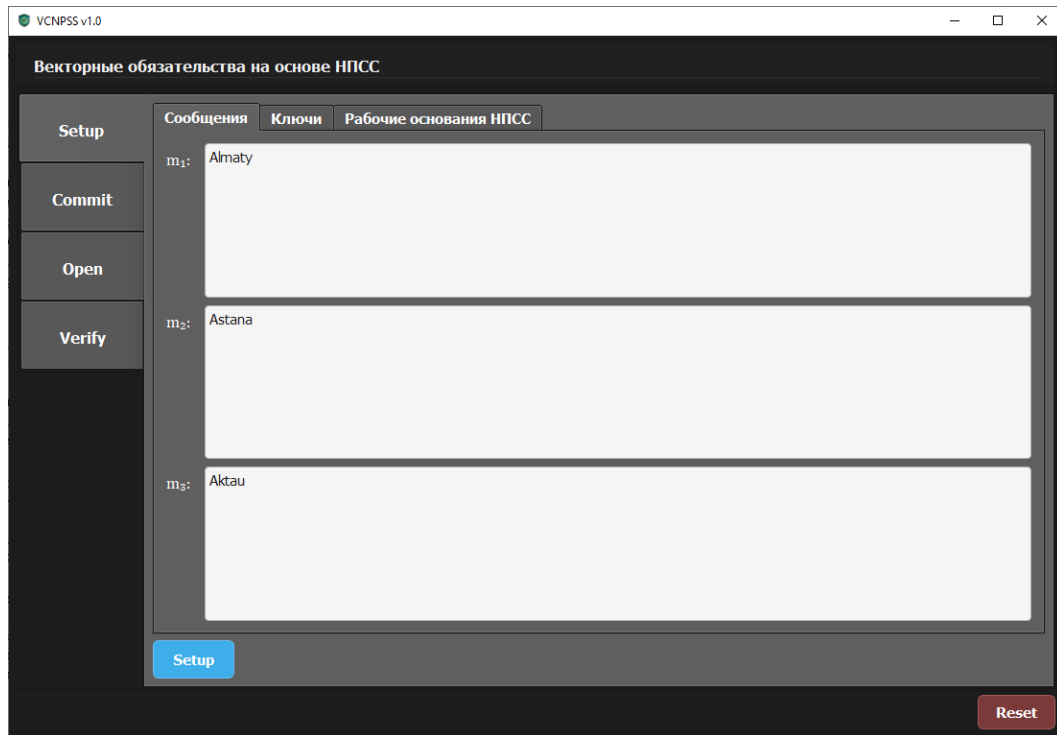 VCNPSS v1.0
Векторные обязательства на основе НПСС
Setup
Commit
Open
Verify
Сообщения Ключи Рабочие основания НПСС
m₁: Almaty
m₂: Astana
m₃: Aktau
Setup
Reset